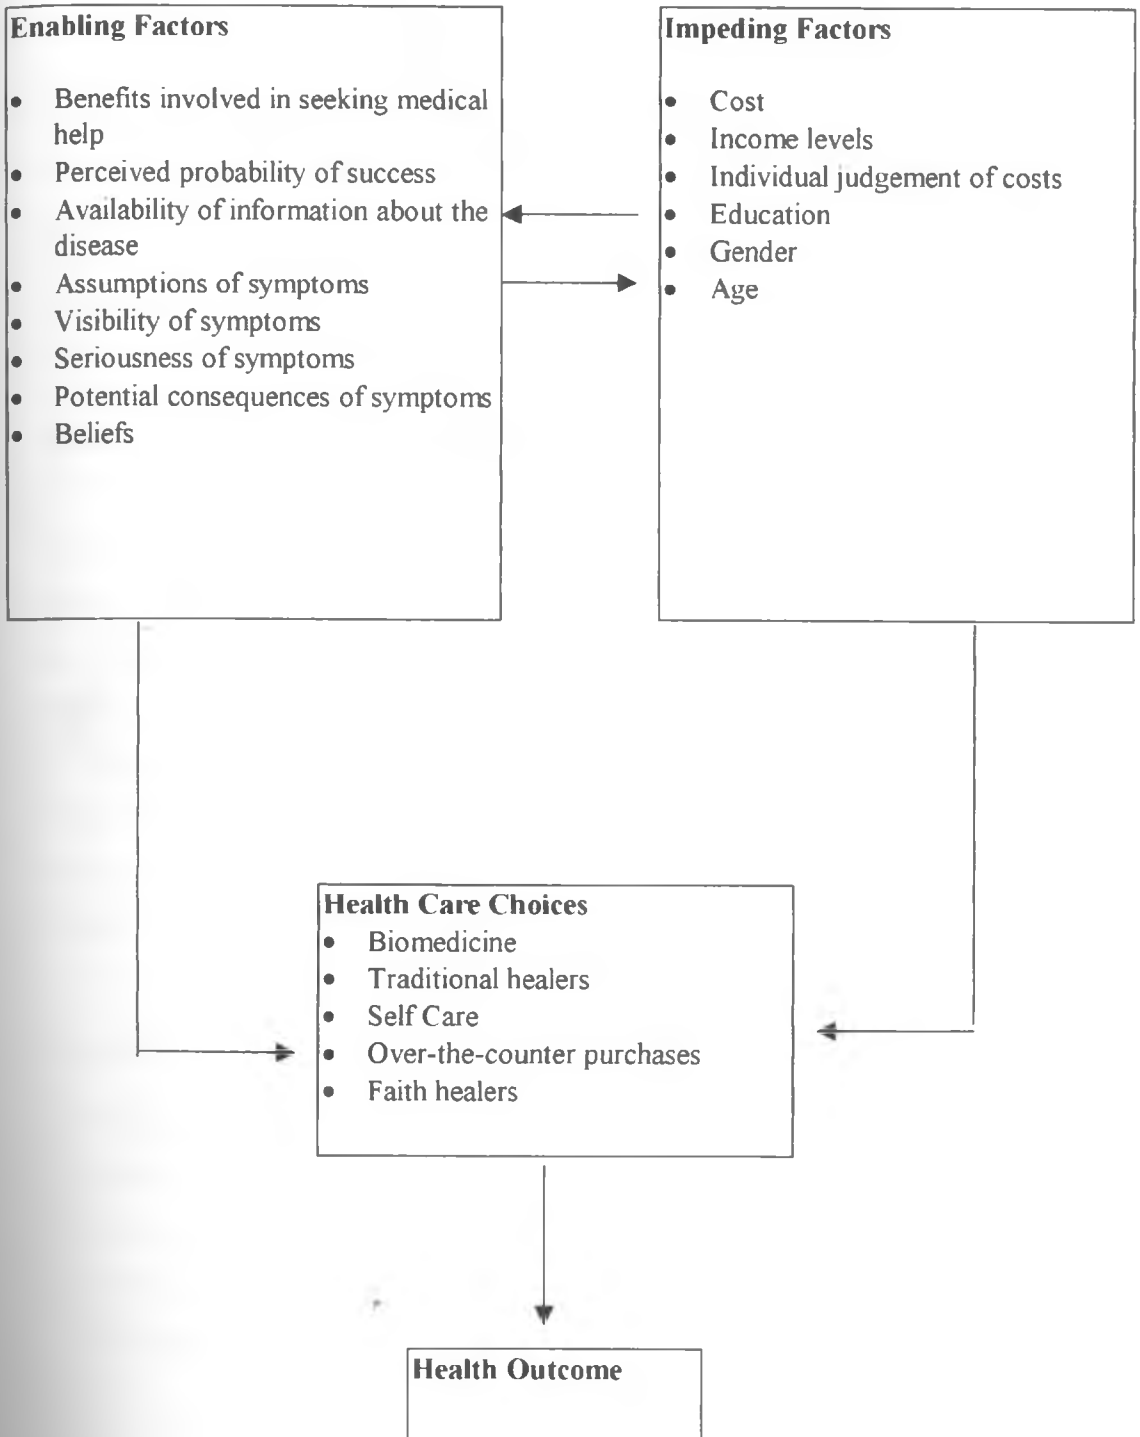 Enabling Factors
• Benefits involved in seeking medical
help
• Perceived probability of success
• Availability of information about the
disease
• Assumptions of symptoms
• Visibility of symptoms
• Seriousness of symptoms
• Potential consequences of symptoms
• Beliefs
Impeding Factors
• Cost
• Income levels
• Individual judgement of costs
• Education
• Gender
• Age
Health Care Choices
• Biomedicine
• Traditional healers
• Self Care
• Over-the-counter purchases
• Faith healers
Health Outcome